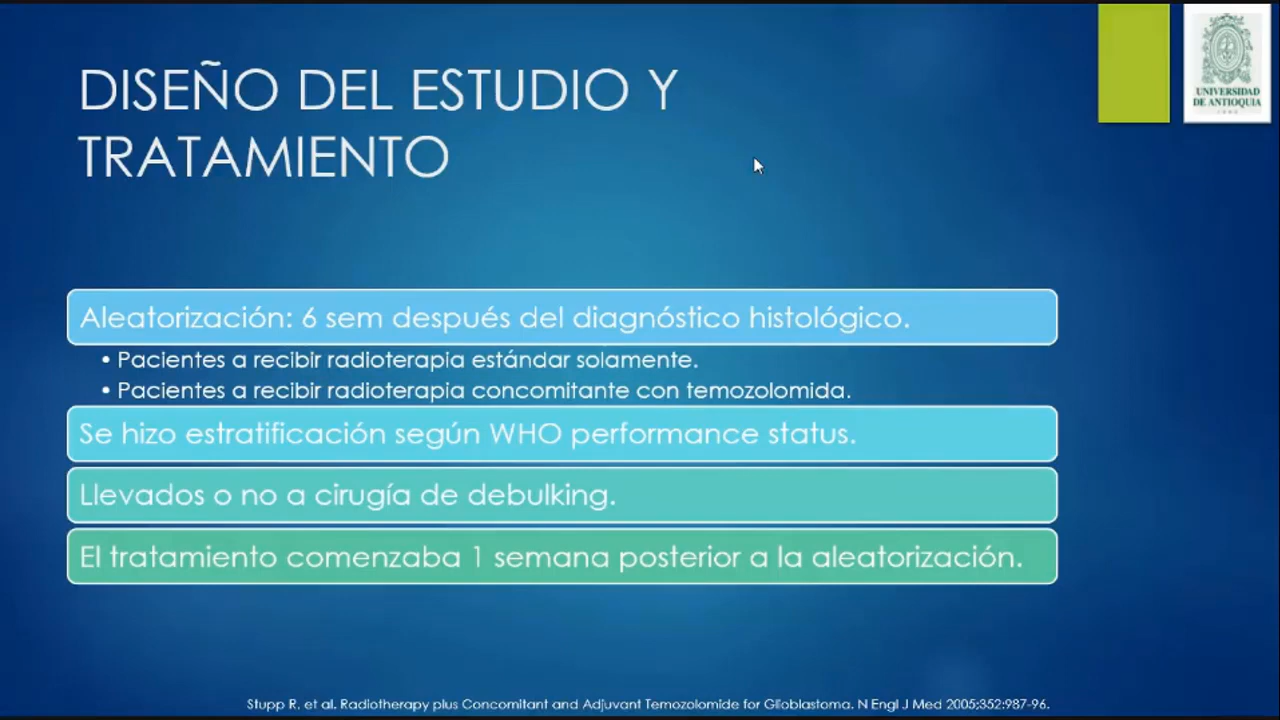 DISEÑO DEL ESTUDIO Y
TRATAMIENTO
UNIVERSIDAD
DE ANTIOQUIA
Aleatorización: 6 sem después del diagnóstico histológico.
• Pacientes a recibir radioterapia estándar solamente.
• Pacientes a recibir radioterapia concomitante con temozolomida.
Se hizo estratificación según WHO performance status.
Llevados o no a cirugía de debulking.
El tratamiento comenzaba 1 semana posterior a la aleatorización.
Stupp R, et al. Radiotherapy plus Concomitant and Adjuvant Temozolomide for Glioblastoma. N Engl J Med 2005;352:987-96.